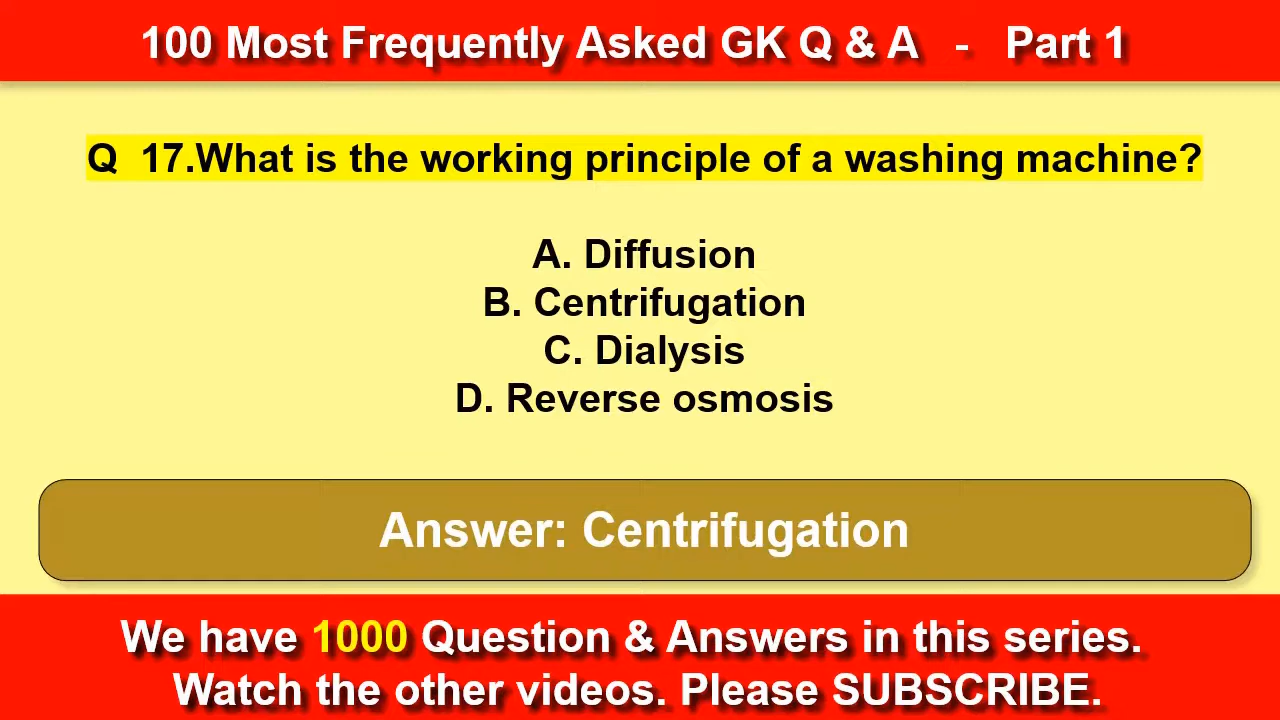 100 Most Frequently Asked GK Q & A - Part 1
Q 17.What is the working principle of a washing machine?
A. Diffusion
B. Centrifugation
C. Dialysis
D. Reverse osmosis
Answer: Centrifugation
We have 1000 Question & Answers in this series.
Watch the other videos. Please SUBSCRIBE.